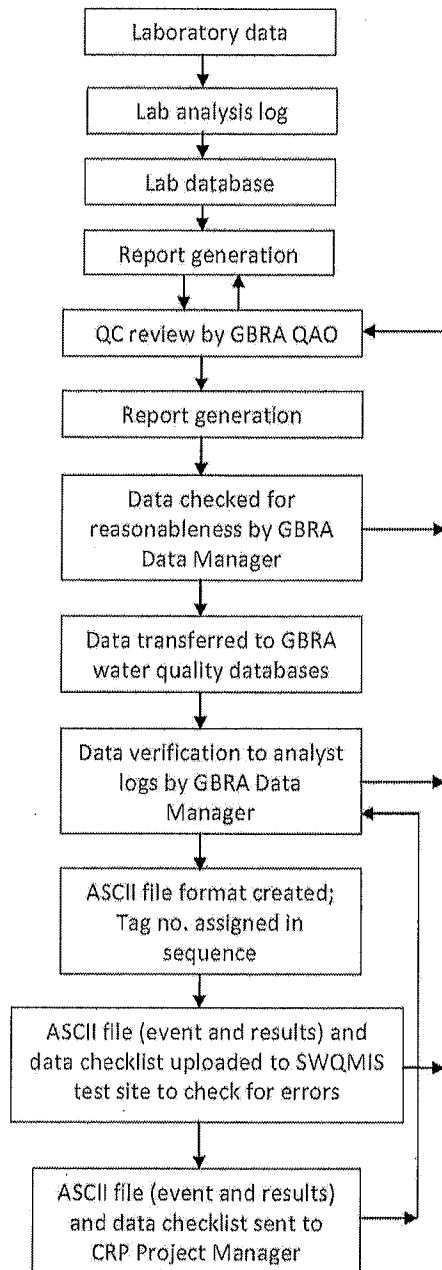 Laboratory data
Lab analysis log
Lab database
Report generation
QC review by GBRA QAO
Report generation
Data checked for
reasonableness by GBRA
Data Manager
Data transferred to GBRA
water quality databases
Data verification to analyst
logs by GBRA Data
Manager
ASCII file format created;
Tag no. assigned in
sequence
ASCII file (event and results) and
data checklist uploaded to SWQMIS
test site to check for errors
ASCII file (event and results)
and data checklist sent to
CRP Project Manager